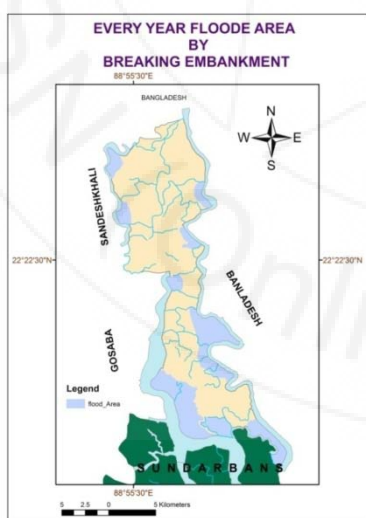 EVERY YEAR FLOODE AREA
BY
BREAKING EMBANKMENT
88°55'30"E
BANGLADESH
N
W E
S
SANDESHKHALI
22°22'30"N
22°22'30"N
BANLADESH
GOSABA
Legend
flood_Area
SUNDARBANS
88°55'30"E
5 2.5 0 5 Kilometers